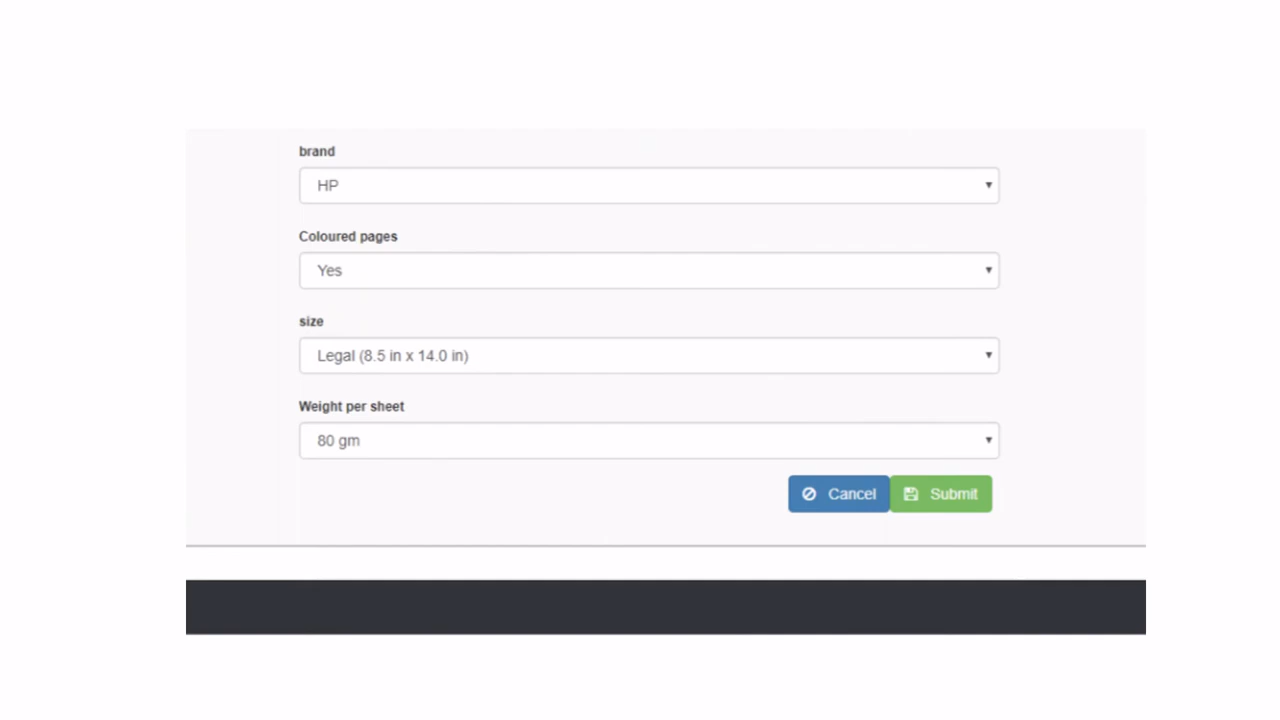 brand
HP
Coloured pages
Yes
size
Legal (8.5 in x 14.0 in)
Weight per sheet
80 gm
Cancel Submit